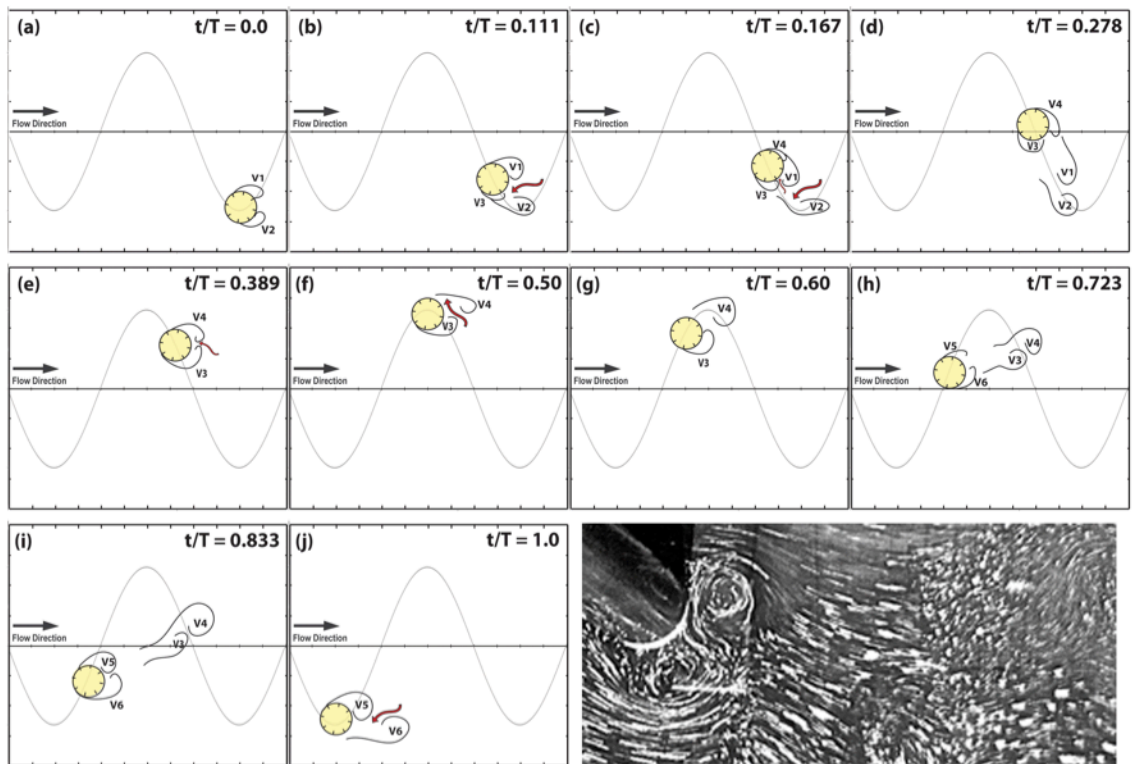 (a) t/T = 0.0
Flow Direction
V1
V2
(b) t/T = 0.111
Flow Direction
V1
V3
V2
(c) t/T = 0.167
Flow Direction
V4
V1
V3
V2
(d) t/T = 0.278
Flow Direction
V4
V3
V1
V2
(e) t/T = 0.389
Flow Direction
V4
V3
(f) t/T = 0.50
V4
V3
Flow Direction
(g) t/T = 0.60
V4
V3
Flow Direction
(h) t/T = 0.723
V5
V4
V3
V6
Flow Direction
(i) t/T = 0.833
V4
Flow Direction
V3
V5
V6
(j) t/T = 1.0
Flow Direction
V5
V6